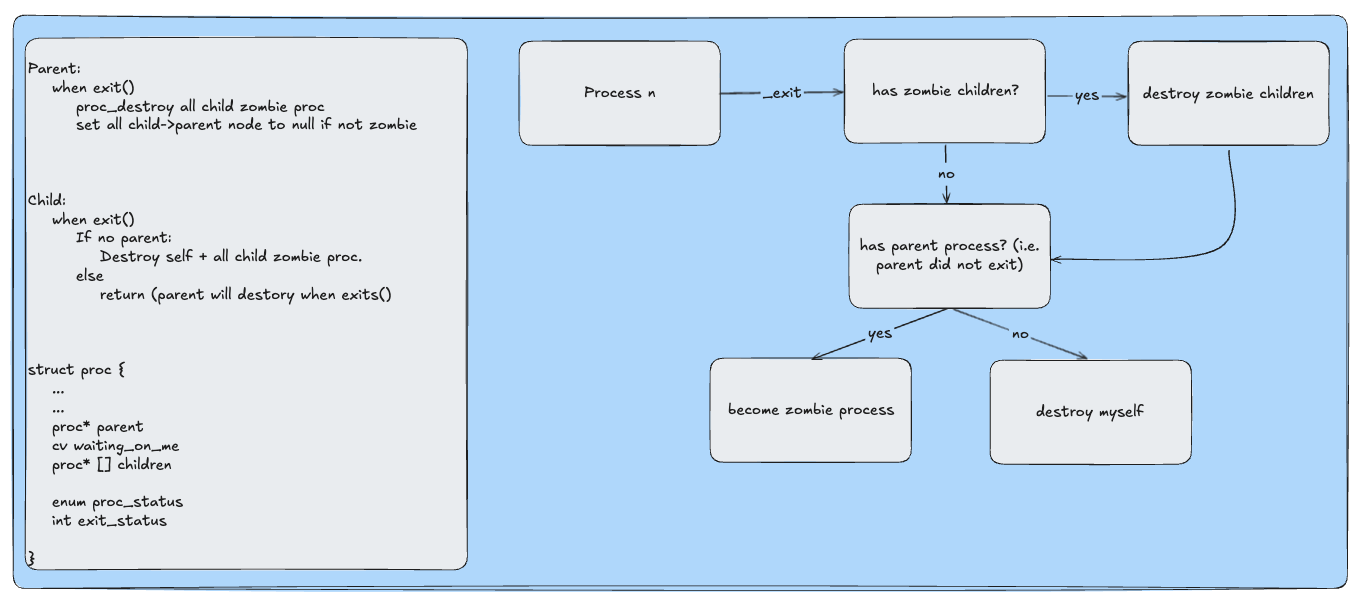 Parent:
when exit()
proc_destroy all child zombie proc
set all child->parent node to null if not zombie
Child:
when exit()
If no parent:
Destroy self + all child zombie proc.
else
return (parent will destory when exits()
struct proc {
...
...
proc* parent
cv waiting_on_me
proc* [] children
enum proc_status
int exit_status
}
Process n
_exit
has zombie children?
yes
destroy zombie children
no
has parent process? (i.e.
parent did not exit)
yes
no
become zombie process
destroy myself